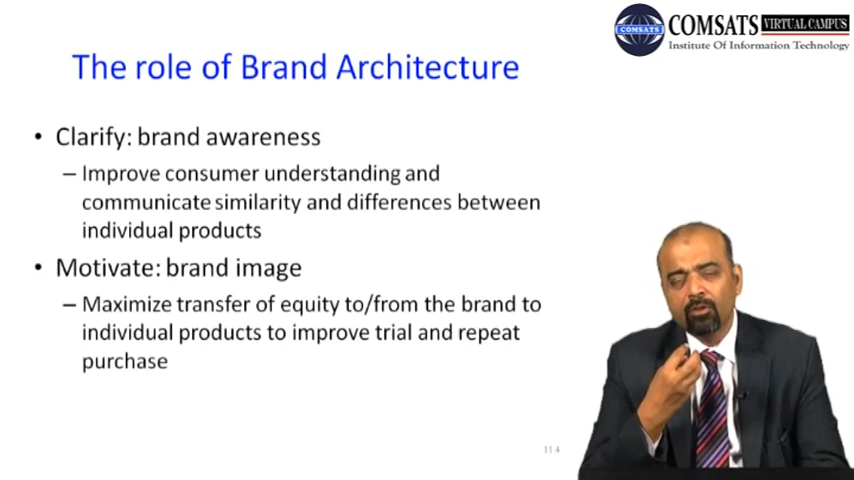 COMSATS VIRTUAL CAMPUS
Institute Of Information Technology
COMSATS
The role of Brand Architecture
• Clarify: brand awareness
– Improve consumer understanding and
communicate similarity and differences between
individual products
• Motivate: brand image
– Maximize transfer of equity to/from the brand to
individual products to improve trial and repeat
purchase
11 4